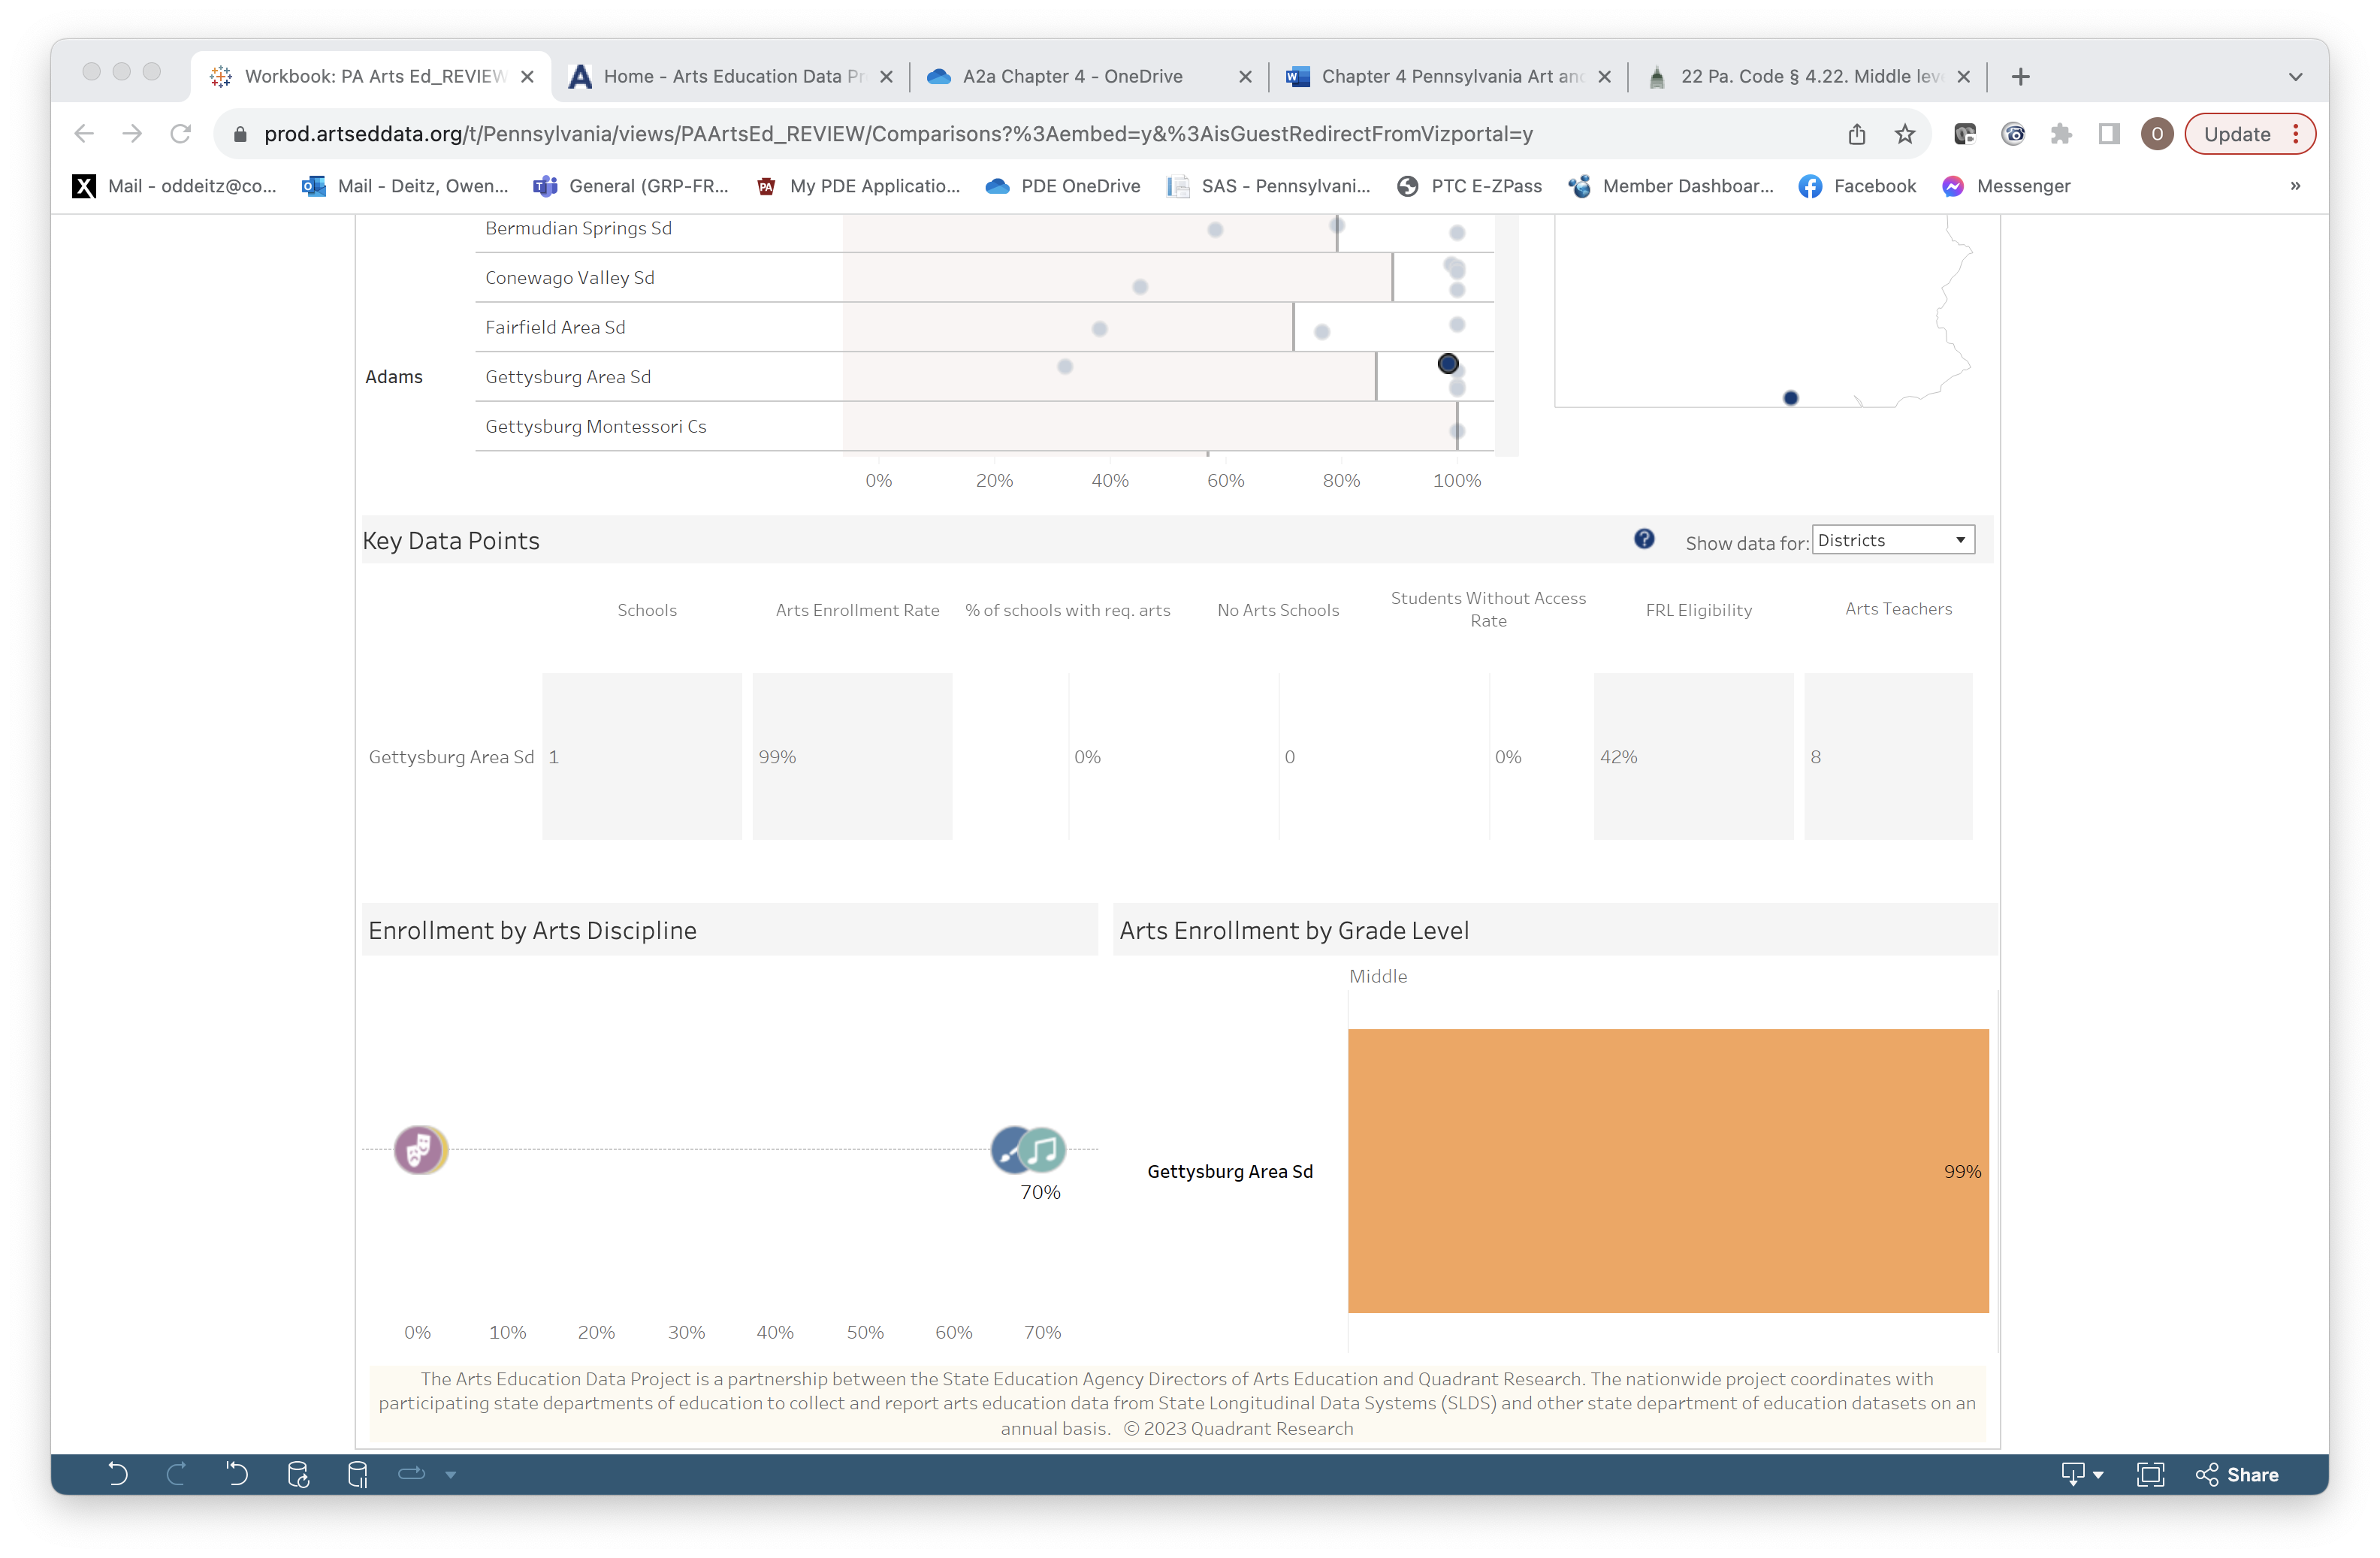 Workbook: PA Arts Ed_REVIEW
Home - Arts Education Data Pr
A2a Chapter 4 - OneDrive
Chapter 4 Pennsylvania Art and
22 Pa. Code § 4.22. Middle leve
prod.artseddata.org/t/Pennsylvania/views/PAArtsEd_REVIEW/Comparisons?%3Aembed=y&%3AisGuestRedirectFromVizportal=y
O
Update
Mail - oddeitz@co...
Mail - Deitz, Owen...
General (GRP-FR...
My PDE Applicatio...
PDE OneDrive
SAS - Pennsylvani...
PTC E-ZPass
Member Dashboar...
Facebook
Messenger
»
Bermudian Springs Sd
Conewago Valley Sd
Fairfield Area Sd
Adams
Gettysburg Area Sd
Gettysburg Montessori Cs
0% 20% 40% 60% 80% 100%
Key Data Points
?
Show data for:
Districts
Schools
Arts Enrollment Rate
% of schools with req. arts
No Arts Schools
Students Without Access
Rate
FRL Eligibility
Arts Teachers
Gettysburg Area Sd 1 99% 0% 0 0% 42% 8
Enrollment by Arts Discipline
Arts Enrollment by Grade Level
Middle
70%
Gettysburg Area Sd
99%
0% 10% 20% 30% 40% 50% 60% 70%
The Arts Education Data Project is a partnership between the State Education Agency Directors of Arts Education and Quadrant Research. The nationwide project coordinates with
participating state departments of education to collect and report arts education data from State Longitudinal Data Systems (SLDS) and other state department of education datasets on an
annual basis. © 2023 Quadrant Research
Share